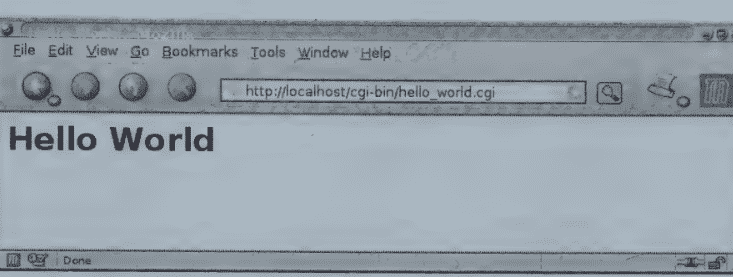 File Edit View Go Bookmarks Tools Window Help
http://localhost/cgi-bin/hello_world.cgi
Hello World
Done